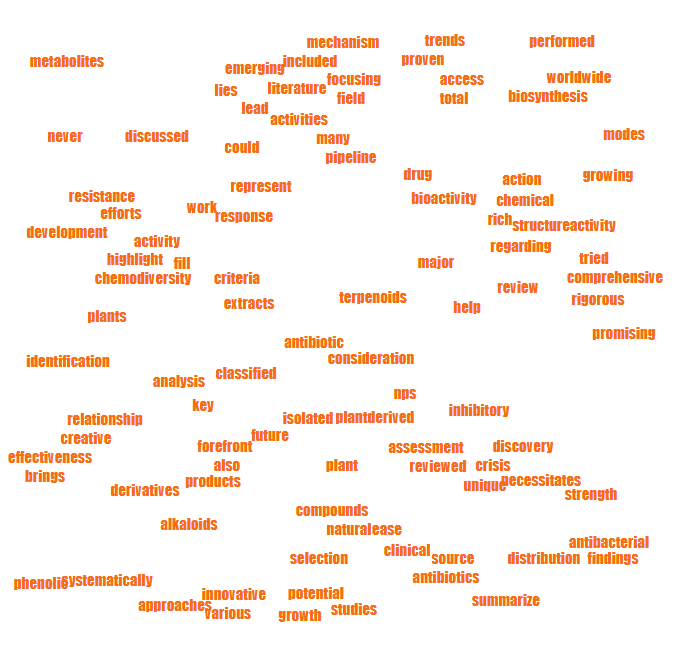 mechanism trends performed
metabolites included proven
emerging focusing access worldwide
lies literature field total biosynthesis
lead
activities
never discussed many modes
could
pipeline
drug action growing
represent
resistance bioactivity chemical
efforts work response rich structureactivity
development activity regarding
highlight fill major tried
chemodiversity criteria comprehensive
extracts terpenoids review rigorous
plants help
promising
antibiotic
identification consideration
analysis classified
key nps
relationship isolated plantderived inhibitory
creative future
effectiveness forefront assessment discovery
brings also plant reviewed crisis
derivatives products unique necessitates
strength
compounds
alkaloids naturalease
antibacterial
selection clinical source distribution findings
phenolic systematically antibiotics
innovative potential
approaches various growth studies summarize